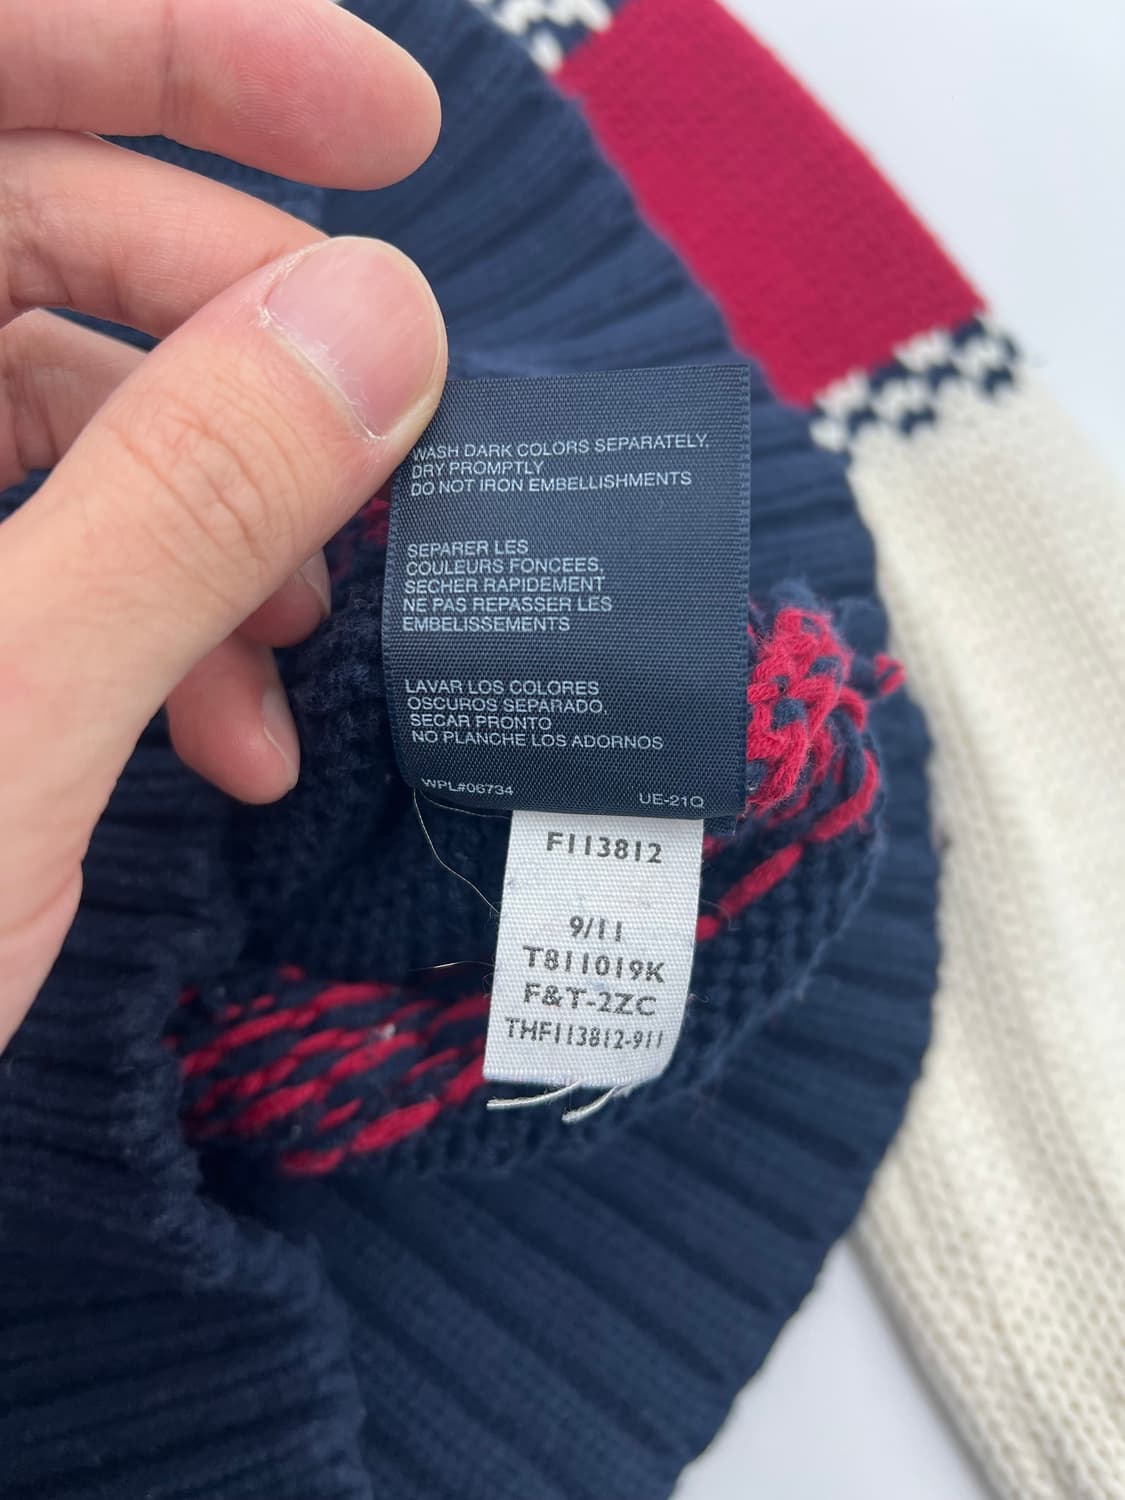 WASH DARK COLORS SEPARATELY,
DRY PROMPTLY
DO NOT IRON EMBELLISHMENTS
SEPARER LES
COULEURS FONCEES,
SECHER RAPIDEMENT
NE PAS REPASSER LES
EMBELISSEMENTS
LAVAR LOS COLORES
OSCUROS SEPARADO,
SECAR PRONTO
NO PLANCHE LOS ADORNOS
WPL#06734 UE-21Q
F113812
9/11
T811019K
F&T-2ZC
THF113812-911